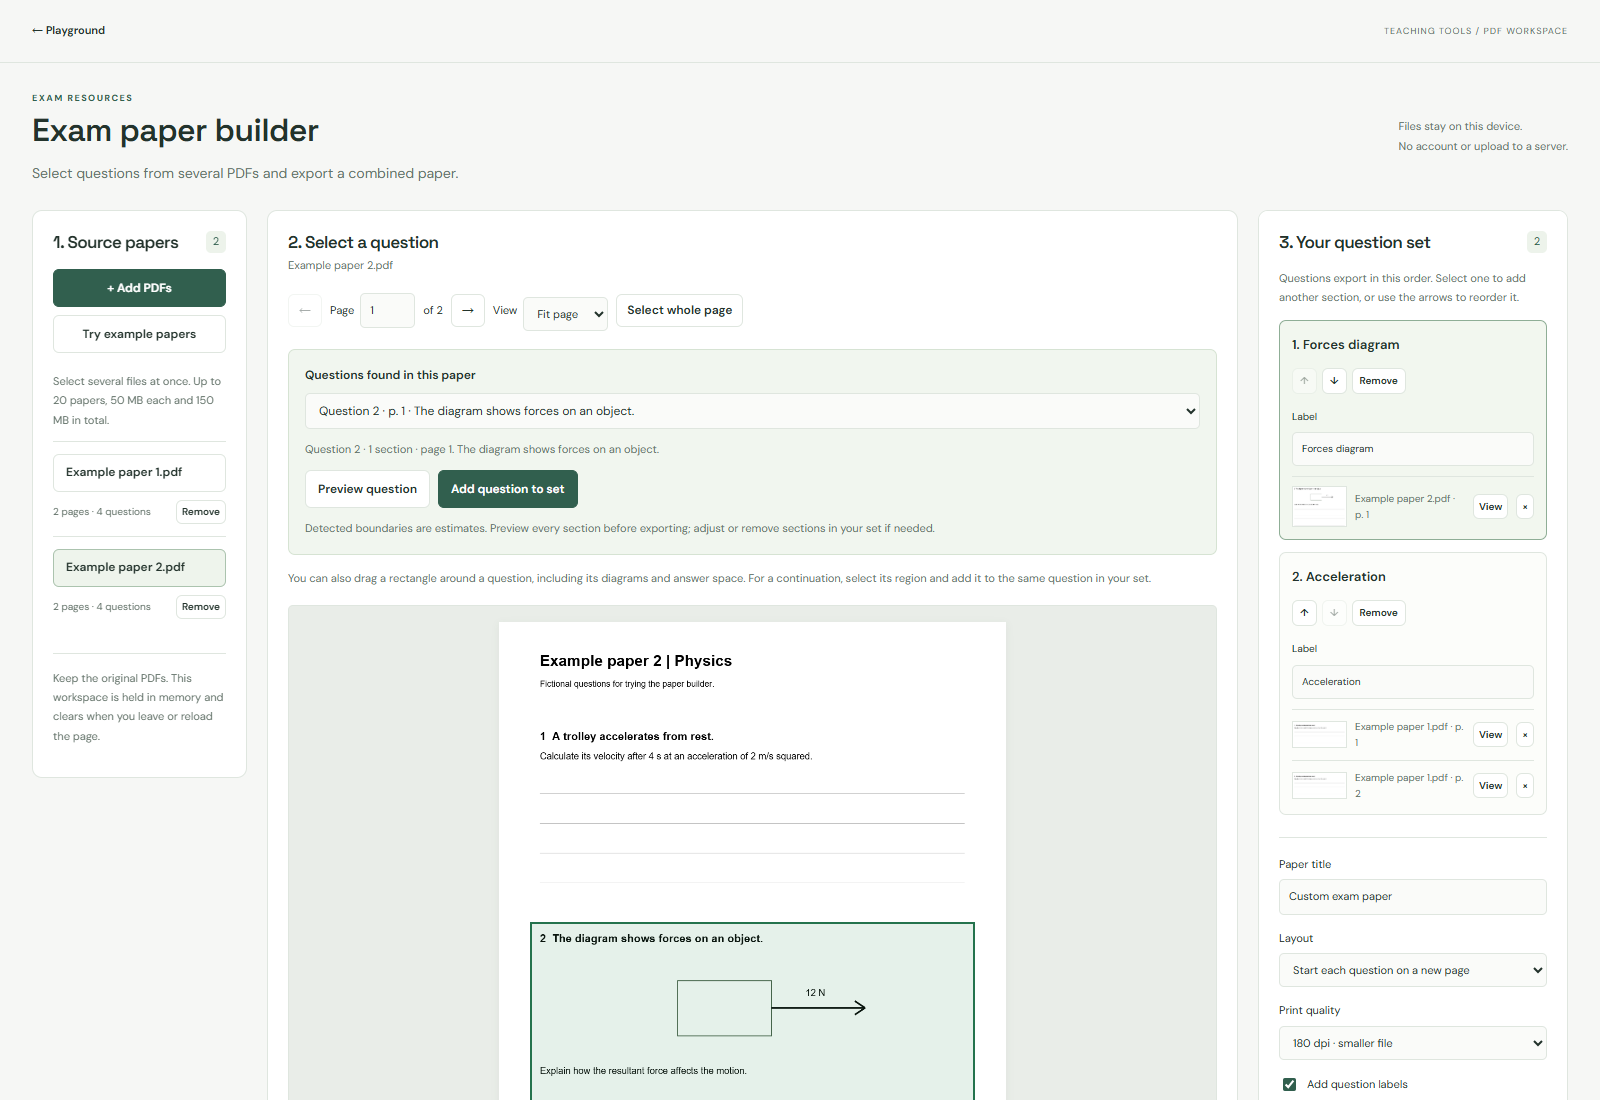 ← Playground
TEACHING TOOLS / PDF WORKSPACE
EXAM RESOURCES
Exam paper builder
Select questions from several PDFs and export a combined paper.
Files stay on this device.
No account or upload to a server.
1. Source papers
2
+ Add PDFs
Try example papers
Select several files at once. Up to
20 papers, 50 MB each and 150
MB in total.
Example paper 1.pdf
2 pages · 4 questions
Remove
Example paper 2.pdf
2 pages · 4 questions
Remove
Keep the original PDFs. This
workspace is held in memory and
clears when you leave or reload
the page.
2. Select a question
Example paper 2.pdf
←
Page
1
of 2
→
View
Fit page
Select whole page
Questions found in this paper
Question 2 · p. 1 · The diagram shows forces on an object.
Question 2 · 1 section · page 1. The diagram shows forces on an object.
Preview question
Add question to set
Detected boundaries are estimates. Preview every section before exporting; adjust or remove sections in your set if needed.
You can also drag a rectangle around a question, including its diagrams and answer space. For a continuation, select its region and add it to the same question in your set.
Example paper 2 | Physics
Fictional questions for trying the paper builder.
1 A trolley accelerates from rest.
Calculate its velocity after 4 s at an acceleration of 2 m/s squared.
2 The diagram shows forces on an object.
12 N
Explain how the resultant force affects the motion.
3. Your question set
2
Questions export in this order. Select one to add
another section, or use the arrows to reorder it.
1. Forces diagram
↑
↓
Remove
Label
Forces diagram
Example paper 2.pdf ·
p. 1
View
×
2. Acceleration
↑
↓
Remove
Label
Acceleration
Example paper 1.pdf · p.
1
View
×
Example paper 1.pdf · p.
2
View
×
Paper title
Custom exam paper
Layout
Start each question on a new page
Print quality
180 dpi · smaller file
Add question labels